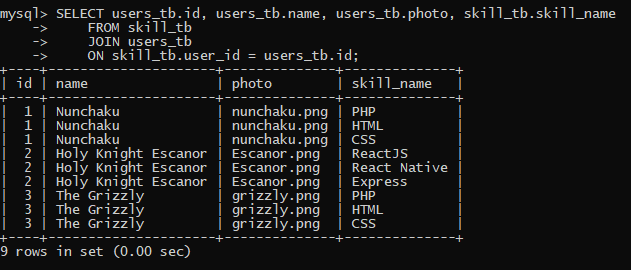 mysql> SELECT users_tb.id, users_tb.name, users_tb.photo, skill_tb.skill_name
    -> FROM skill_tb
    -> JOIN users_tb
    -> ON skill_tb.user_id = users_tb.id;
+----+---------------------+--------------+--------------+
| id | name                | photo        | skill_name   |
+----+---------------------+--------------+--------------+
|  1 | Nunchaku            | nunchaku.png | PHP          |
|  1 | Nunchaku            | nunchaku.png | HTML         |
|  1 | Nunchaku            | nunchaku.png | CSS          |
|  2 | Holy Knight Escanor | Escanor.png  | ReactJS      |
|  2 | Holy Knight Escanor | Escanor.png  | React Native |
|  2 | Holy Knight Escanor | Escanor.png  | Express      |
|  3 | The Grizzly         | grizzly.png  | PHP          |
|  3 | The Grizzly         | grizzly.png  | HTML         |
|  3 | The Grizzly         | grizzly.png  | CSS          |
+----+---------------------+--------------+--------------+
9 rows in set (0.00 sec)